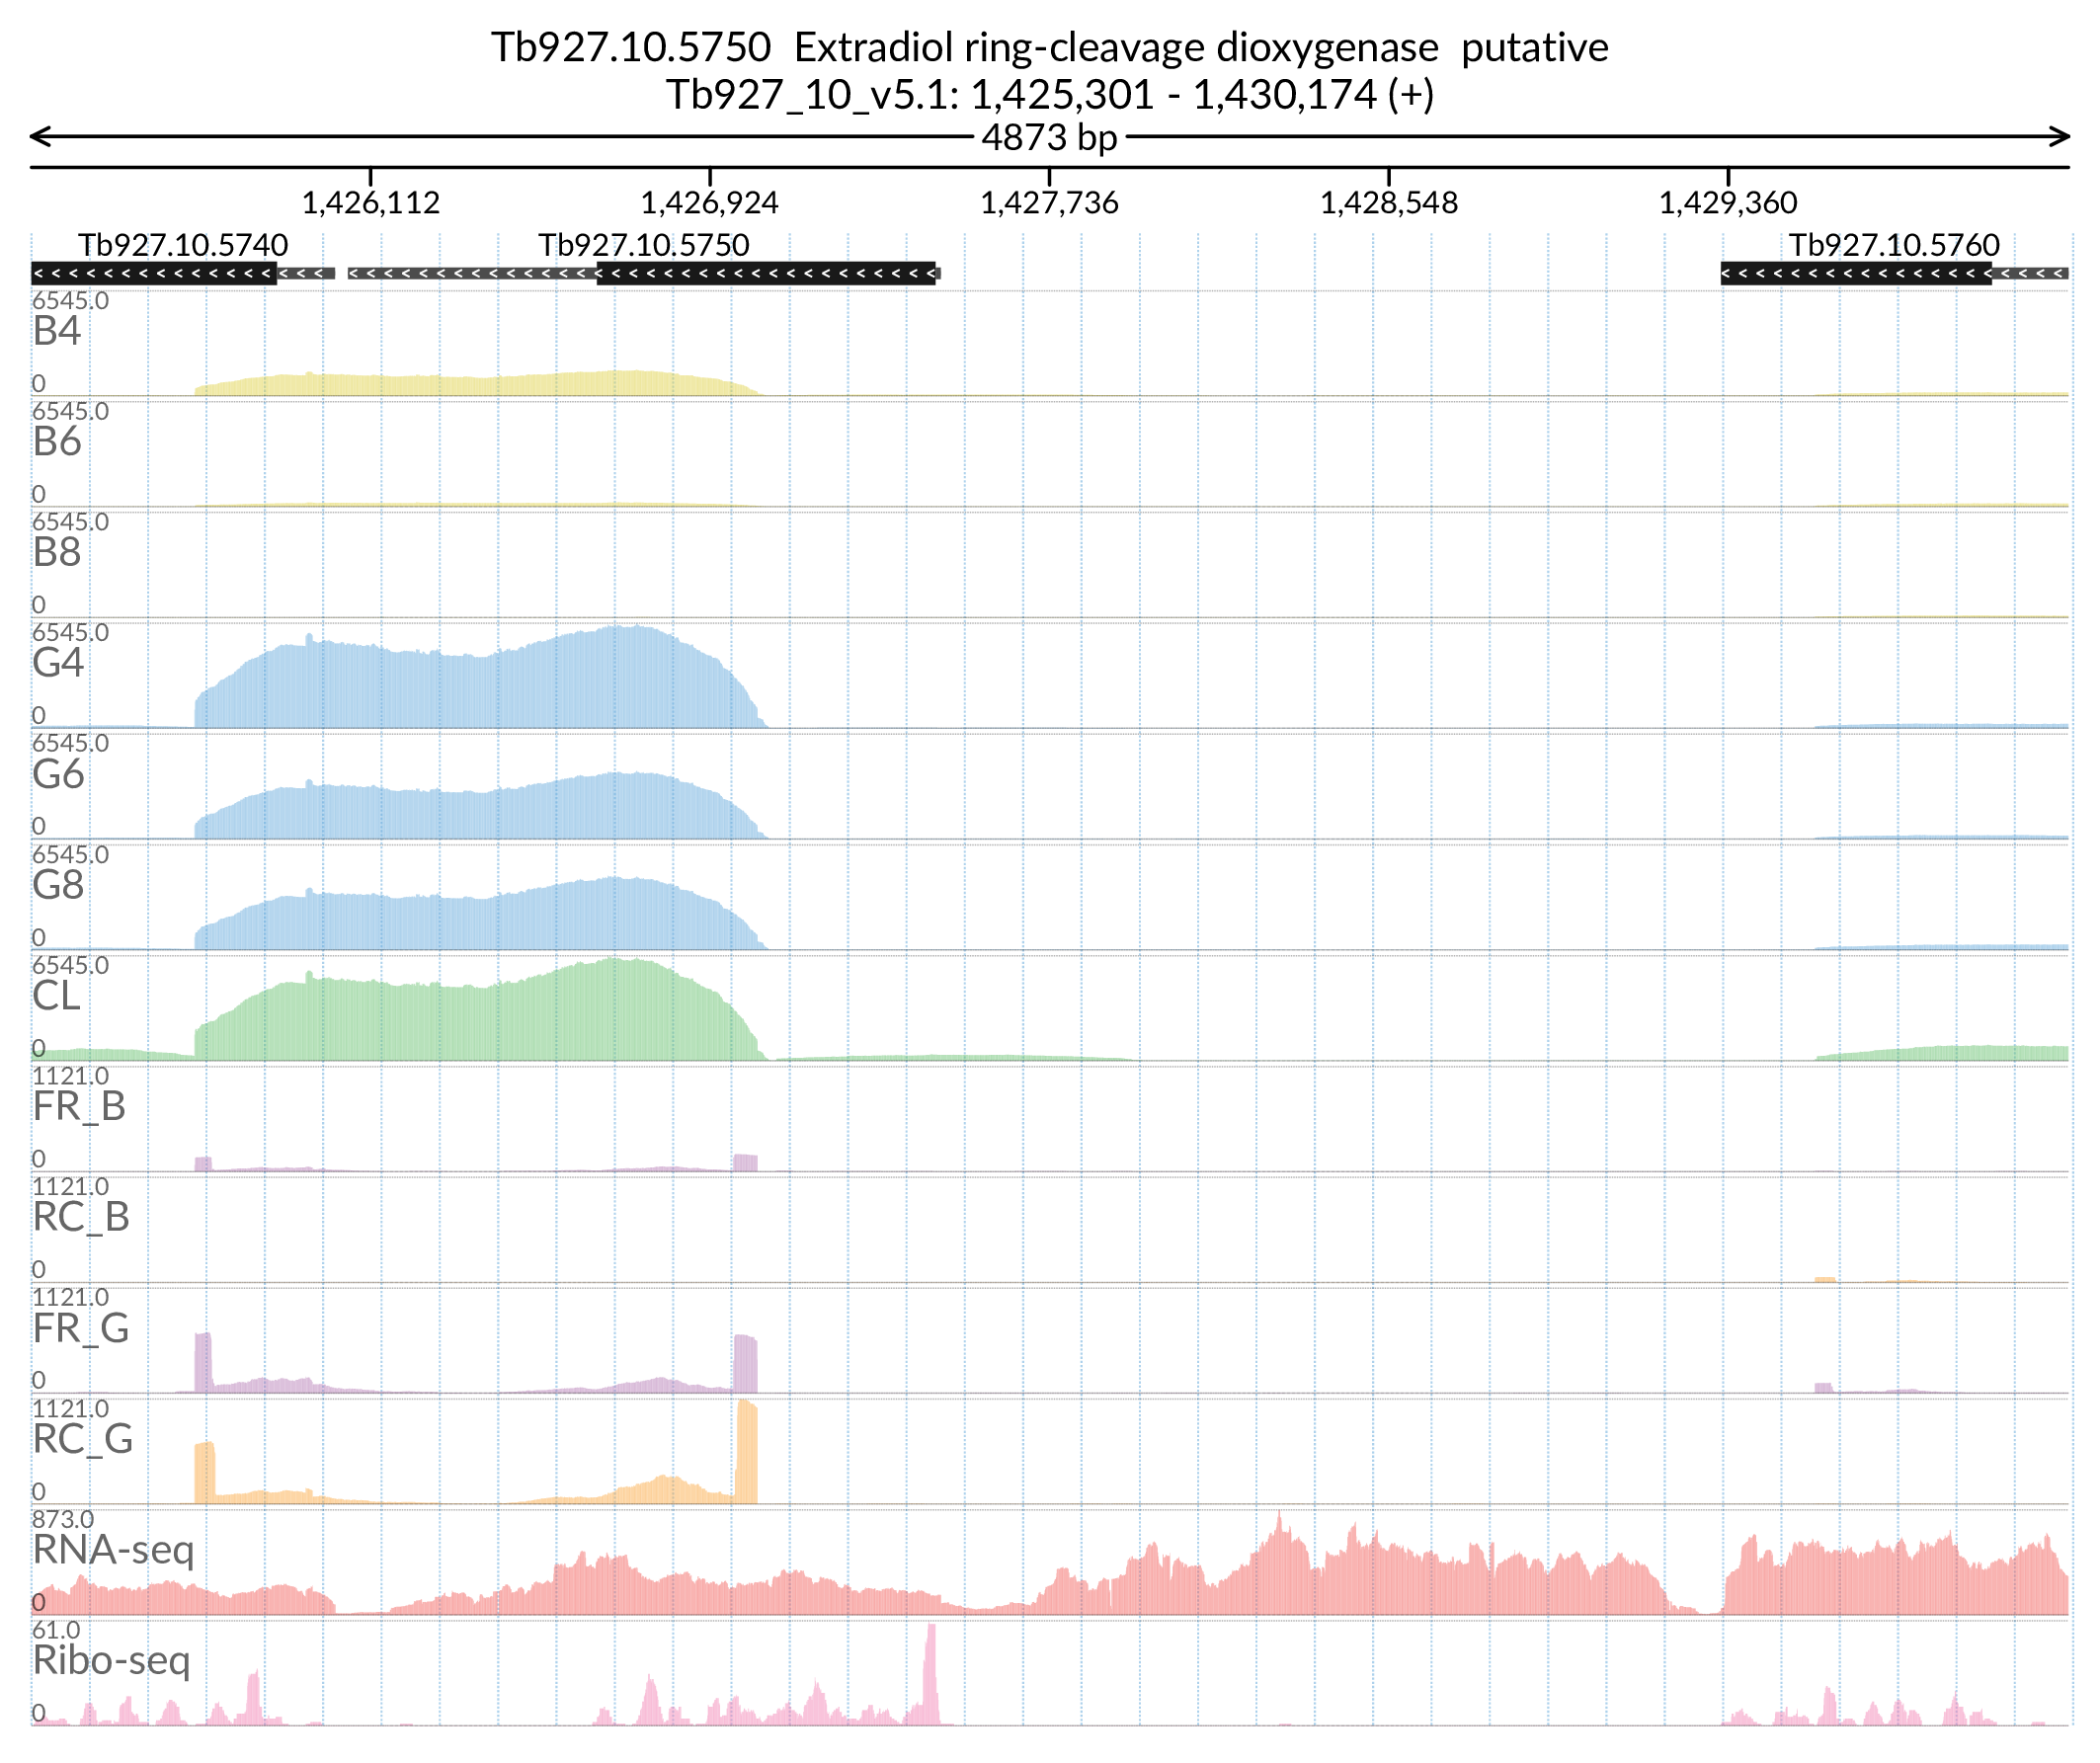 Tb927.10.5750 Extradiol ring-cleavage dioxygenase putative
Tb927_10_v5.1: 1,425,301 - 1,430,174 (+)
4873 bp
1,426,112 1,426,924 1,427,736 1,428,548 1,429,360
Tb927.10.5740 Tb927.10.5750 Tb927.10.5760
6545.0
B4
0
6545.0
B6
0
6545.0
B8
0
6545.0
G4
0
6545.0
G6
0
6545.0
G8
0
6545.0
CL
0
1121.0
FR_B
0
1121.0
RC_B
0
1121.0
FR_G
0
1121.0
RC_G
0
873.0
RNA-seq
0
61.0
Ribo-seq
0